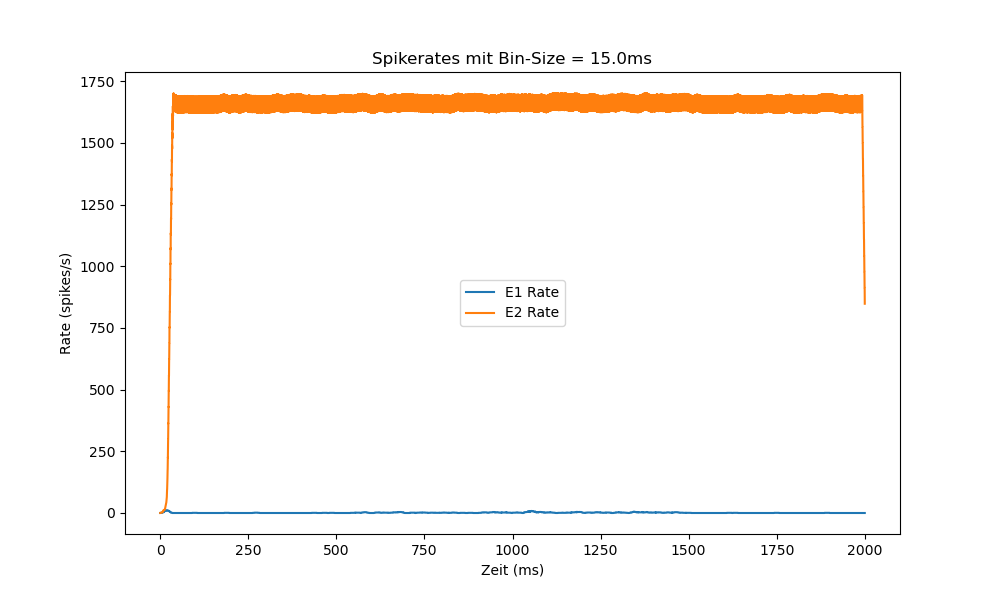 Spikerates mit Bin-Size = 15.0ms
1750
1500
1250
1000
750
500
250
0
Rate (spikes/s)
E1 Rate
E2 Rate
0 250 500 750 1000 1250 1500 1750 2000
Zeit (ms)